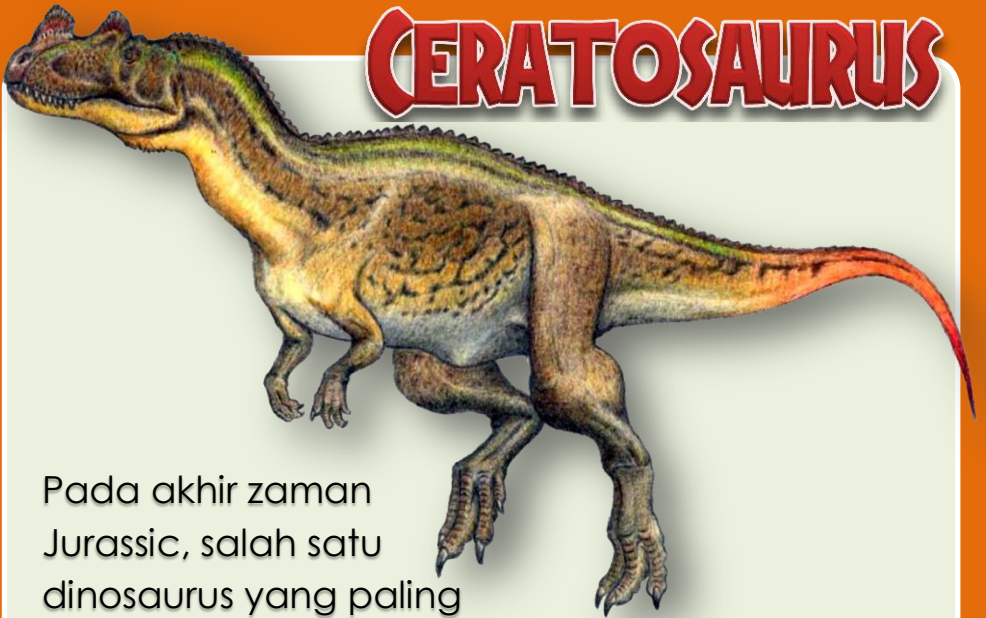 CERATOSAURUS
Pada akhir zaman
Jurassic, salah satu
dinosaurus yang paling